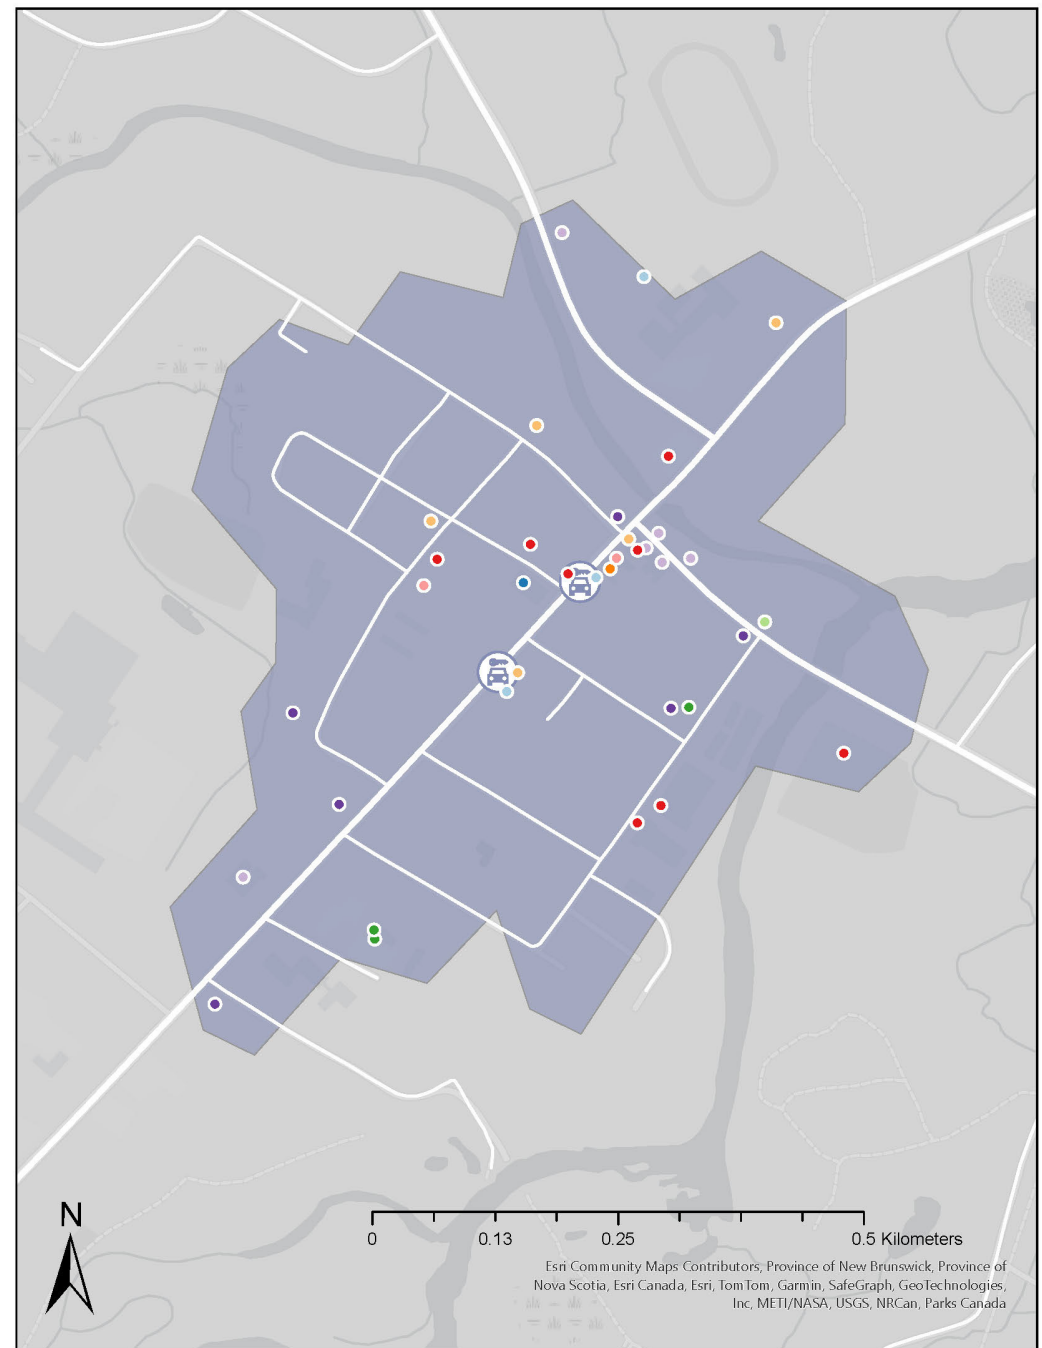 N
0 0.13 0.25 0.5 Kilometers
Esri Community Maps Contributors, Province of New Brunswick, Province of
Nova Scotia, Esri Canada, Esri, TomTom, Garmin, SafeGraph, GeoTechnologies,
Inc, METI/NASA, USGS, NRCan, Parks Canada